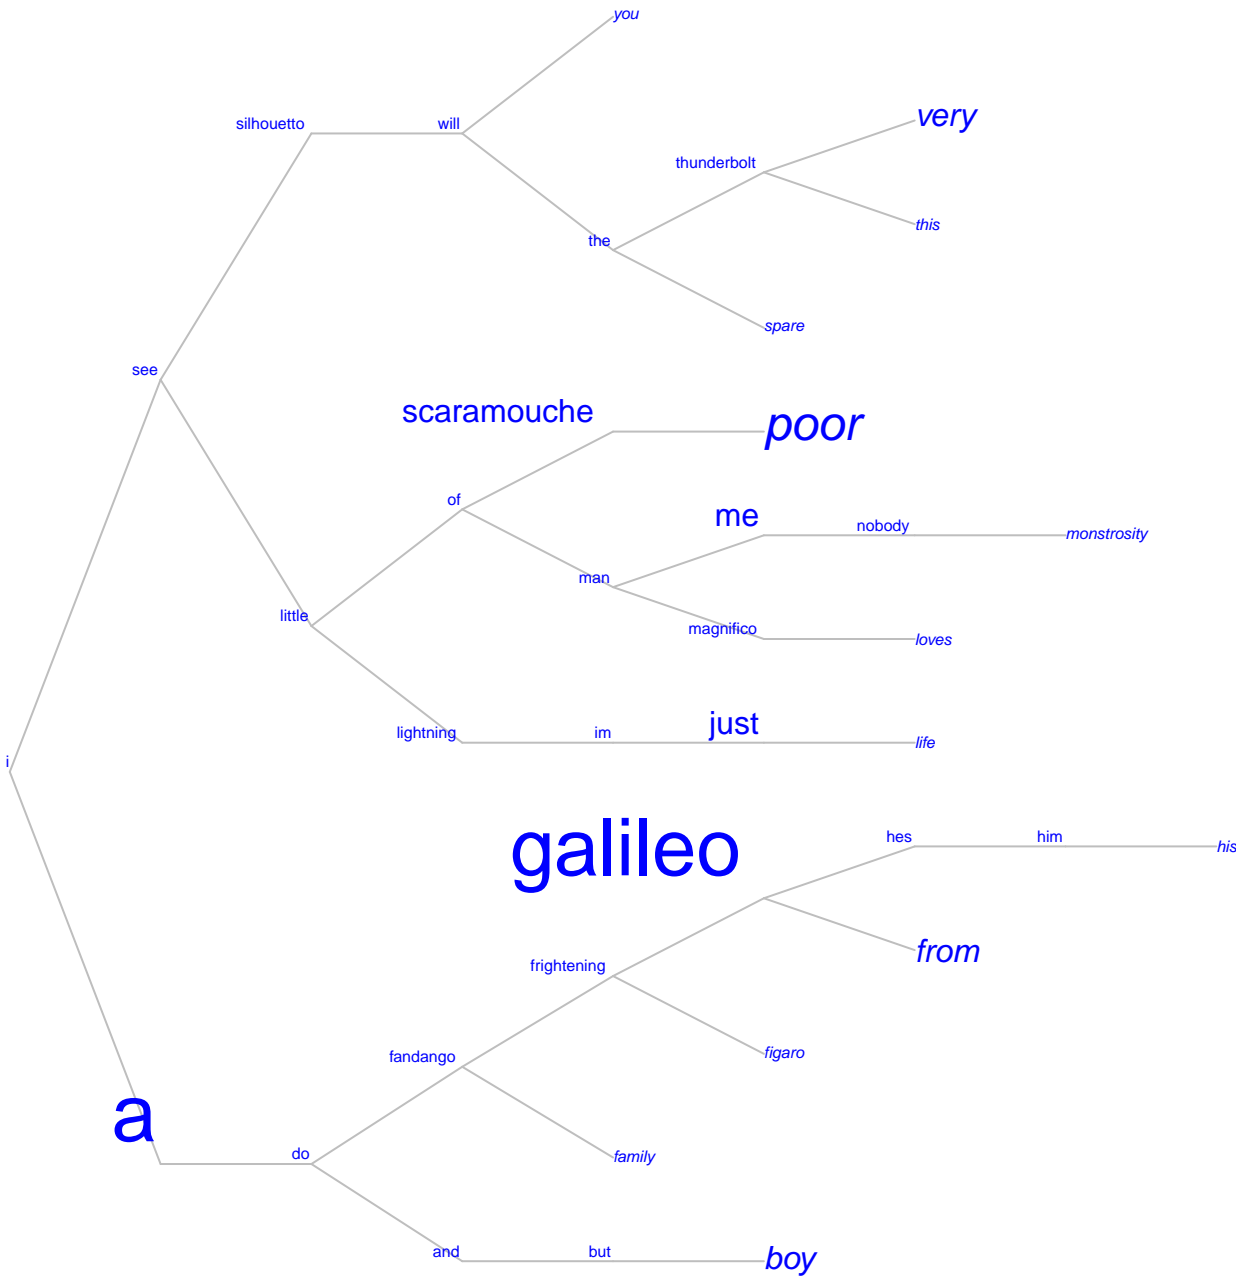 you
very
silhouetto will
thunderbolt
this
the
spare
see
scaramouche poor
of
me nobody monstrosity
man
little
magnifico loves
lightning im just life
i
galileo hes him his
from
frightening
fandango figaro
a
do family
and but boy